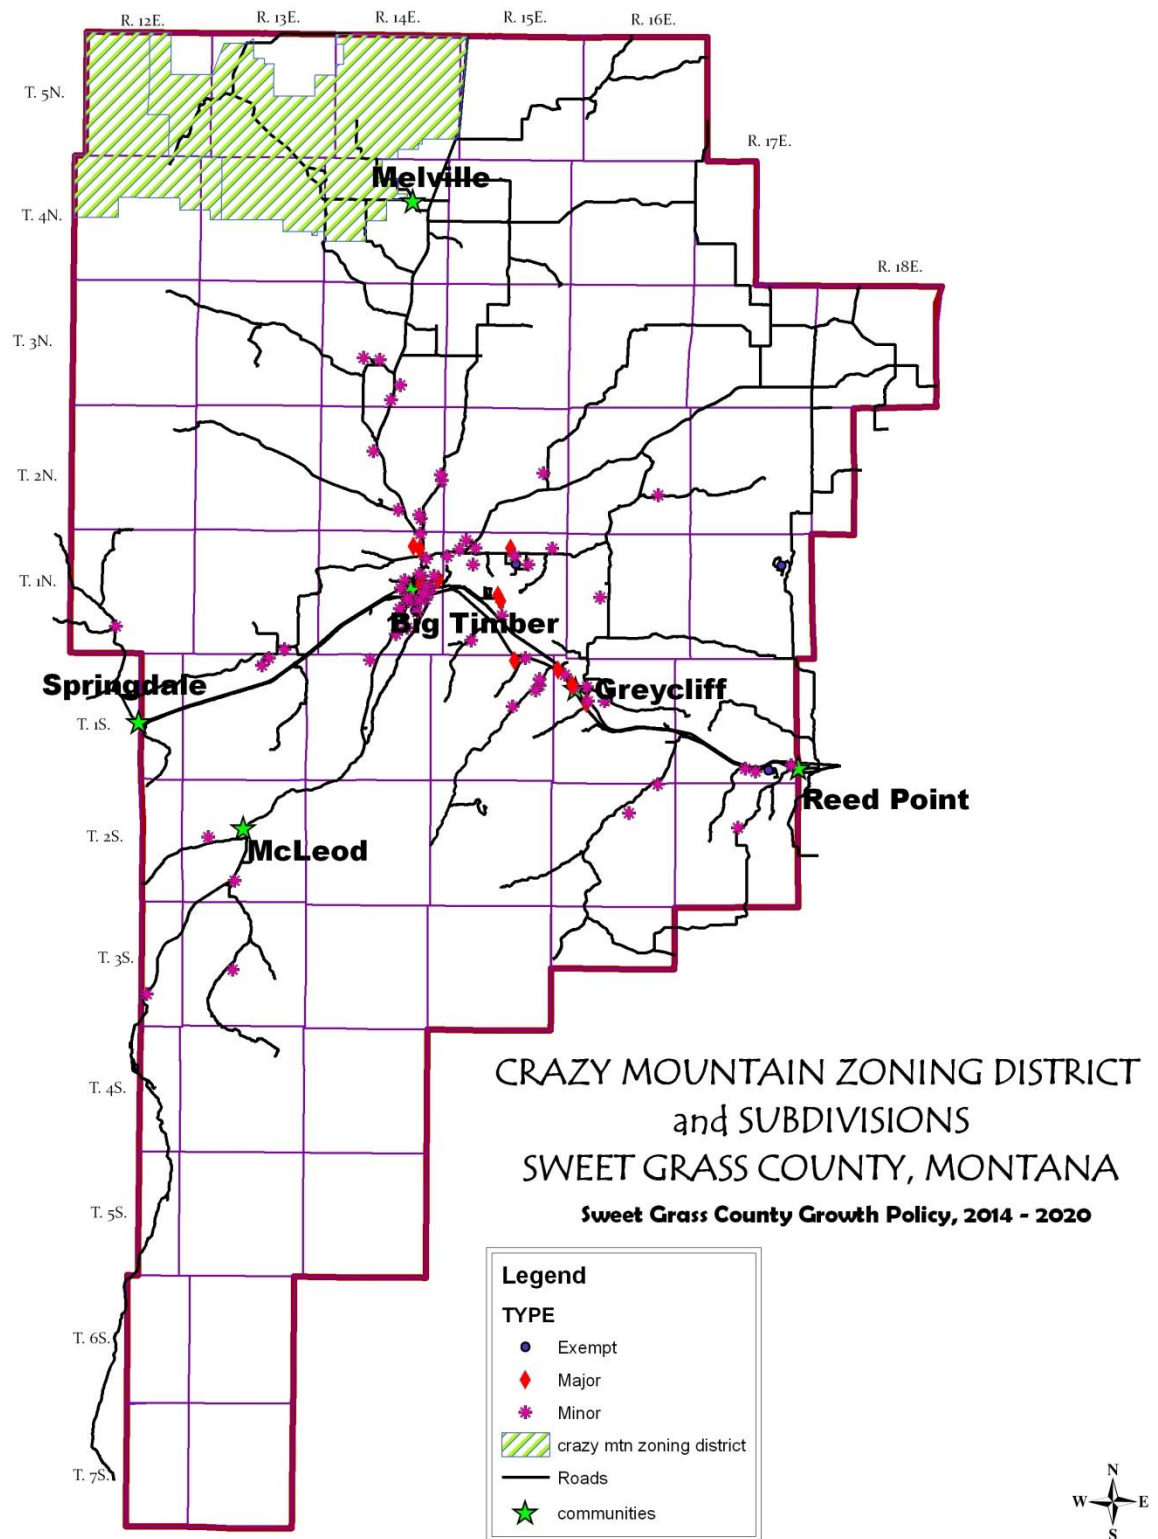 R. 12E.
R. 13E.
R. 14E.
R. 15E.
R. 16E.
T. 5N.
R. 17E.
Melville
T. 4N.
R. 18E.
T. 3N.
T. 2N.
T. 1N.
Big Timber
Springdale
Greycliff
T. 1S.
Reed Point
T. 2S.
McLeod
T. 3S.
CRAZY MOUNTAIN ZONING DISTRICT
and SUBDIVISIONS
T. 4S.
SWEET GRASS COUNTY, MONTANA
T. 5S.
Sweet Grass County Growth Policy, 2014 - 2020
Legend
TYPE
T. 6S.
Exempt
Major
Minor
crazy mtn zoning district
T. 7S.
Roads
communities
N
W E
S